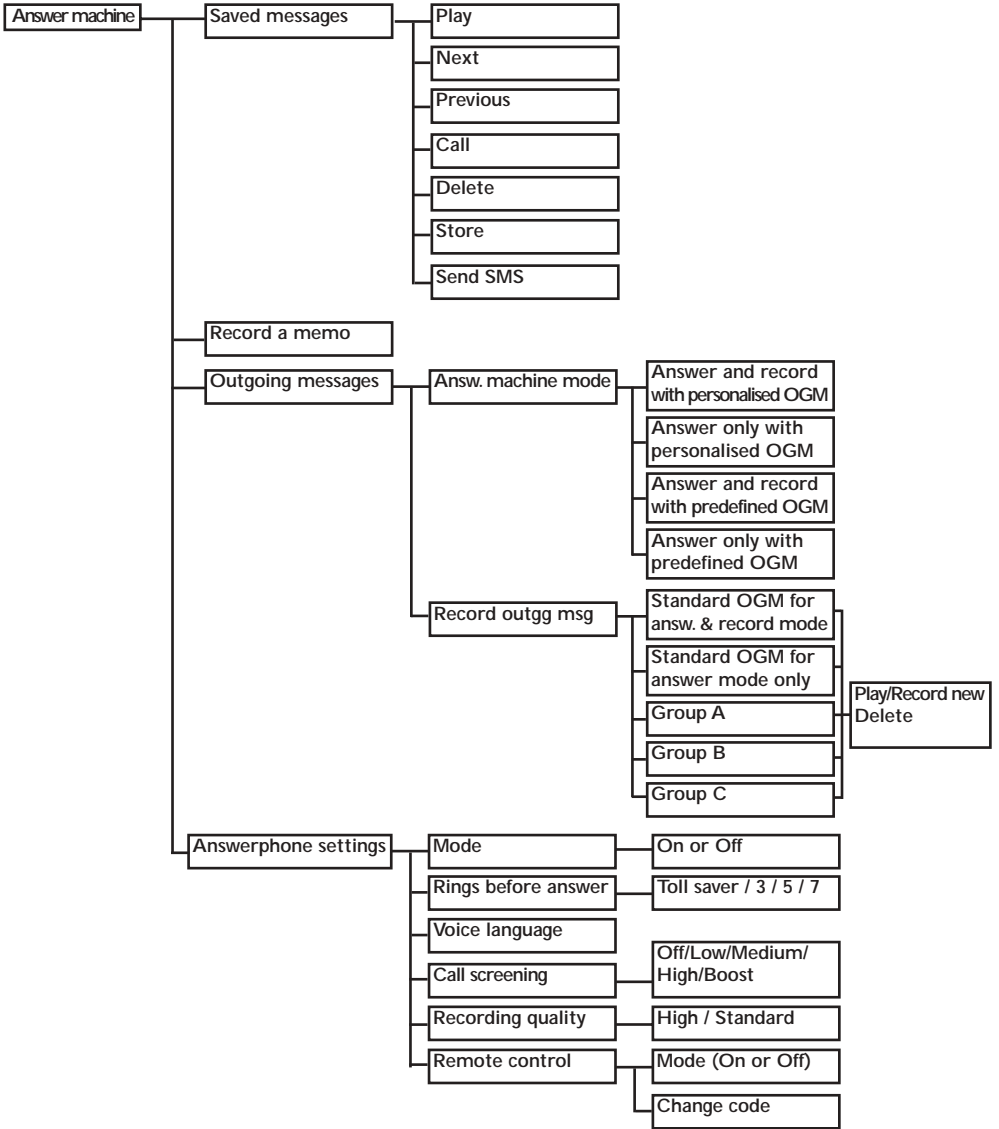 Answer machine
Saved messages
Play
Next
Previous
Call
Delete
Store
Send SMS
Record a memo
Outgoing messages
Answ. machine mode
Answer and record
with personalised OGM
Answer only with
personalised OGM
Answer and record
with predefined OGM
Answer only with
predefined OGM
Record outgg msg
Standard OGM for
answ. & record mode
Standard OGM for
answer mode only
Group A
Group B
Group C
Play/Record new
Delete
Answerphone settings
Mode
On or Off
Rings before answer
Toll saver / 3 / 5 / 7
Voice language
Call screening
Off/Low/Medium/
High/Boost
Recording quality
High / Standard
Remote control
Mode (On or Off)
Change code